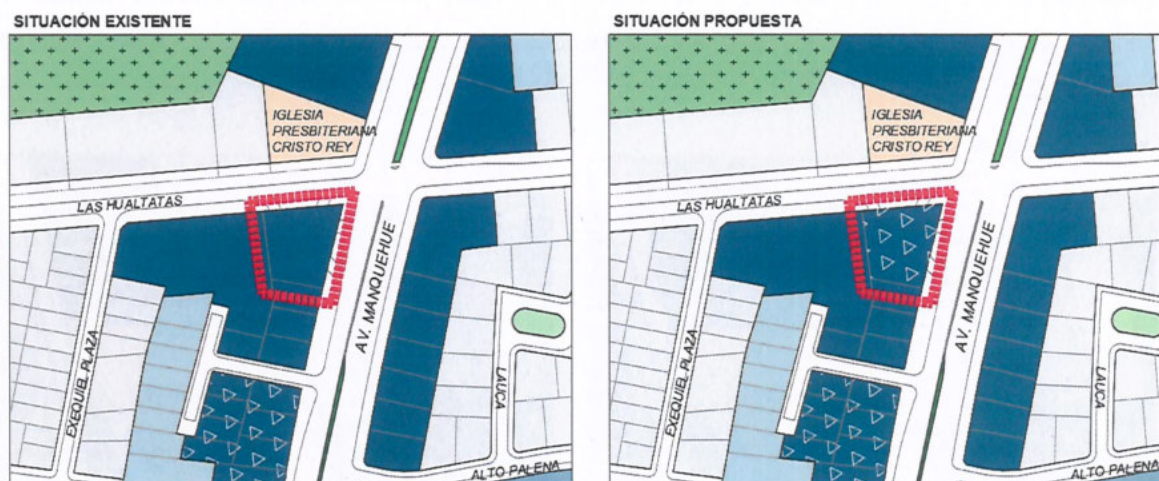 SITUACIÓN EXISTENTE
IGLESIA
PRESBITERIANA
CRISTO REY
LAS HUALTATAS
AV. MANQUEHUE
EXEQUIEL PLAZA
LAUCA
ALTO PALENA
SITUACIÓN PROPUESTA
IGLESIA
PRESBITERIANA
CRISTO REY
LAS HUALTATAS
AV. MANQUEHUE
EXEQUIEL PLAZA
LAUCA
ALTO PALENA